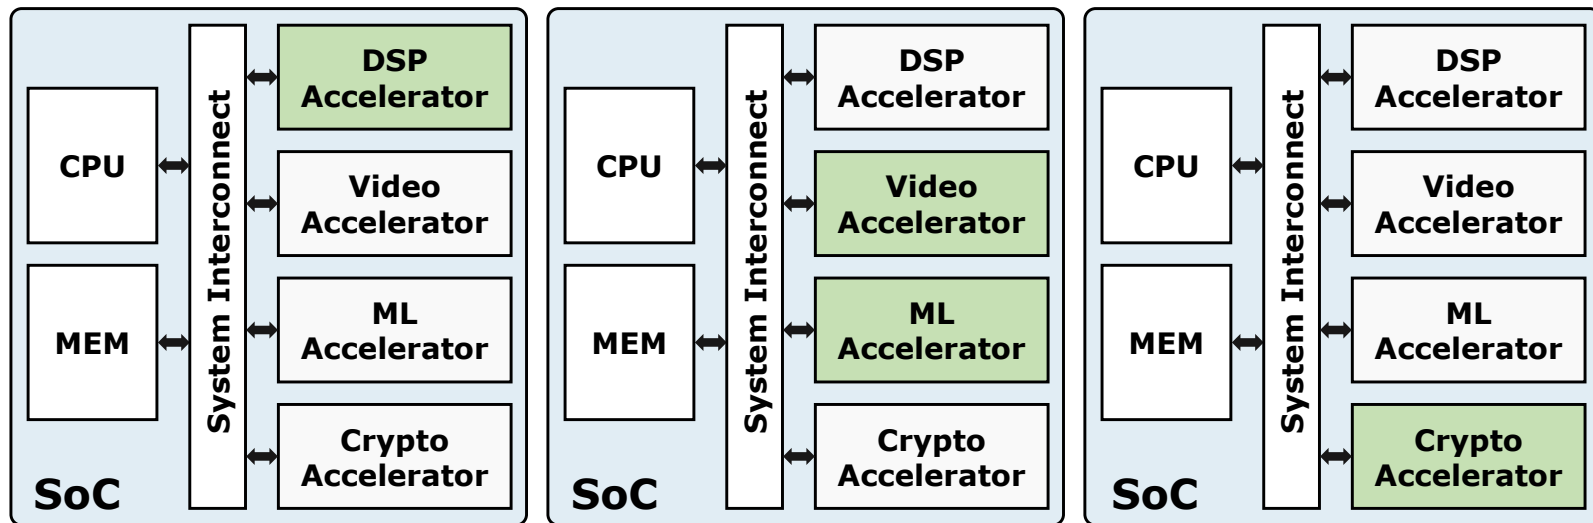 CPU
MEM
SoC
System Interconnect
DSP
Accelerator
Video
Accelerator
ML
Accelerator
Crypto
Accelerator
CPU
MEM
SoC
System Interconnect
DSP
Accelerator
Video
Accelerator
ML
Accelerator
Crypto
Accelerator
CPU
MEM
SoC
System Interconnect
DSP
Accelerator
Video
Accelerator
ML
Accelerator
Crypto
Accelerator